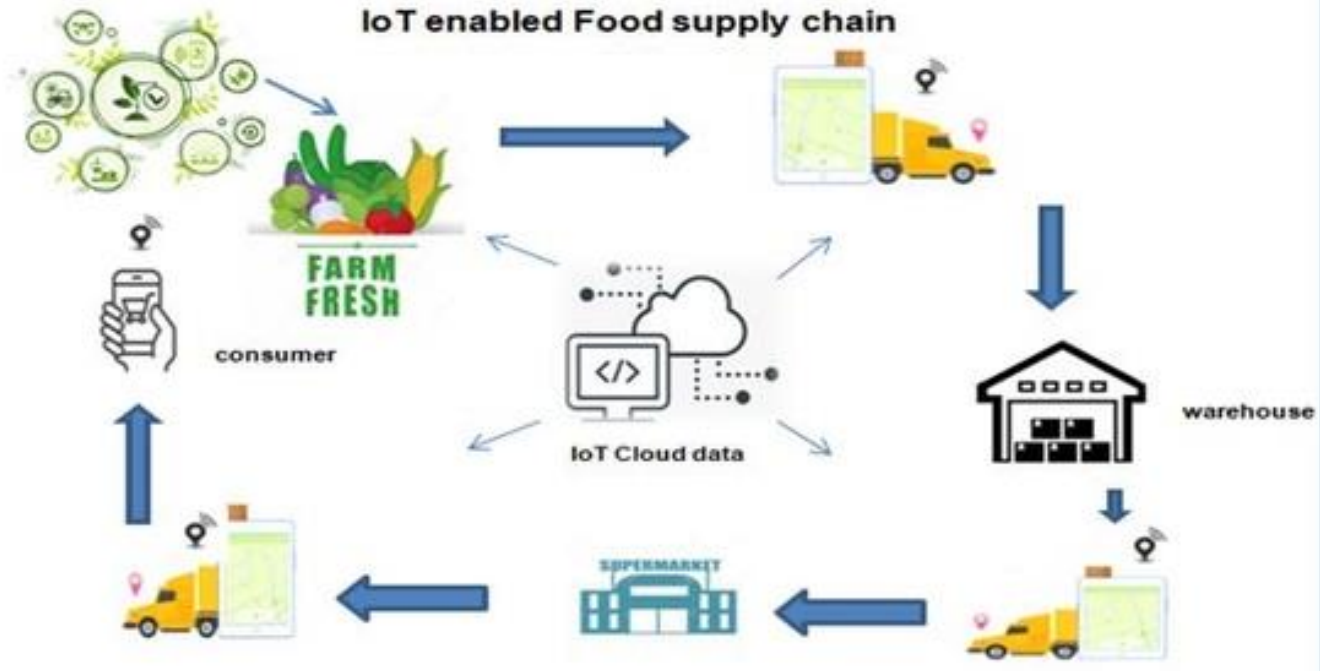 IoT enabled Food supply chain
FARM
FRESH
consumer
</>
IoT Cloud data
warehouse
SUPERMARKET